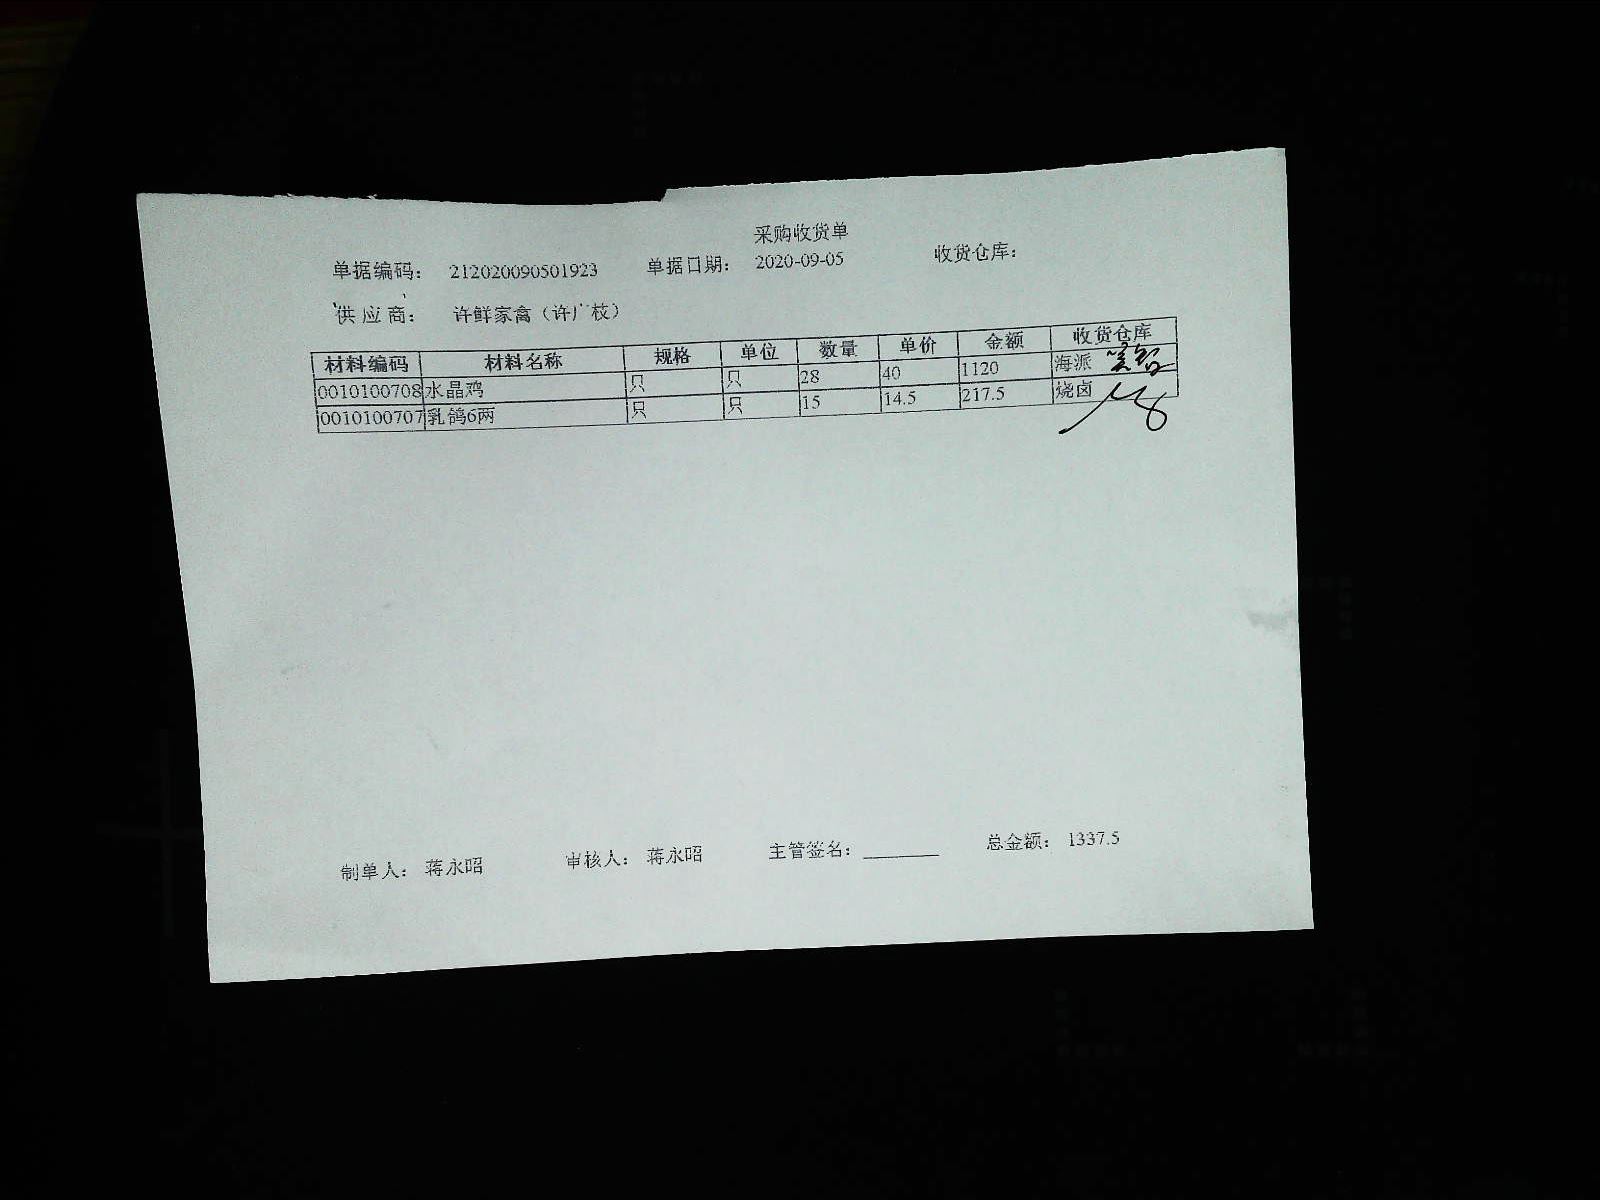 采购收货单
单据编码： 212020090501923 单据日期： 2020-09-05 收货仓库：
供 应 商： 许鲜家禽（许广枝）
材料编码 材料名称 规格 单位 数量 单价 金额 收货仓库
0010100708 水晶鸡 只 只 28 40 1120 海派
0010100707 乳鸽6两 只 只 15 14.5 217.5 烧卤
制单人： 蒋永昭 审核人： 蒋永昭 主管签名： 总金额： 1337.5